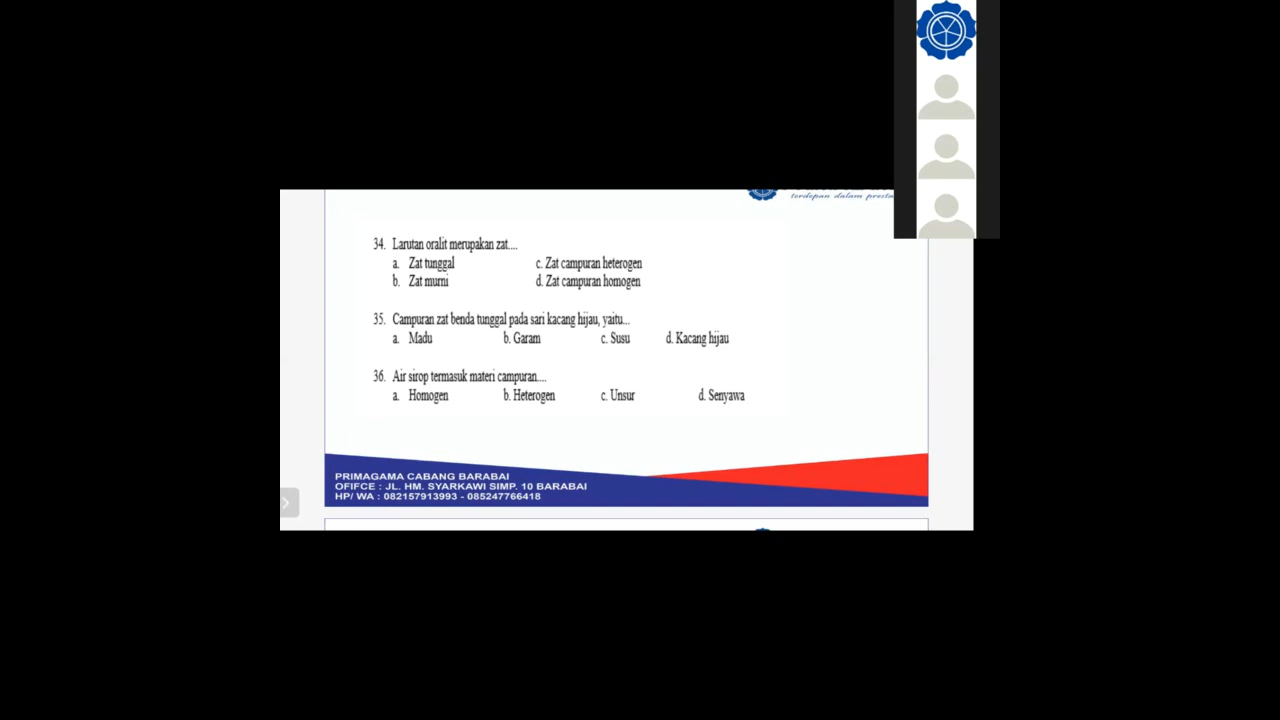 terdepan dalam
34. Larutan oralit merupakan zat....
a. Zat tunggal c. Zat campuran heterogen
b. Zat murni d. Zat campuran homogen
35. Campuran zat benda tunggal pada sari kacang hijau, yaitu...
a. Madu b. Garam c. Susu d. Kacang hijau
36. Air sirop termasuk materi campuran....
a. Homogen b. Heterogen c. Unsur d. Senyawa
PRIMAGAMA CABANG BARABAI
OFIFCE : JL. HM. SYARKAWI SIMP. 10 BARABAI
HP/ WA : 082157913993 - 085247766418